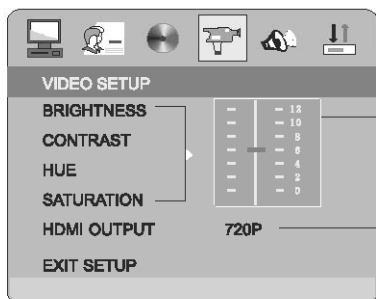 VIDEO SETUP
BRIGHTNESS
CONTRAST
HUE
SATURATION
12
10
8
6
4
2
0
HDMI OUTPUT 720P
EXIT SETUP